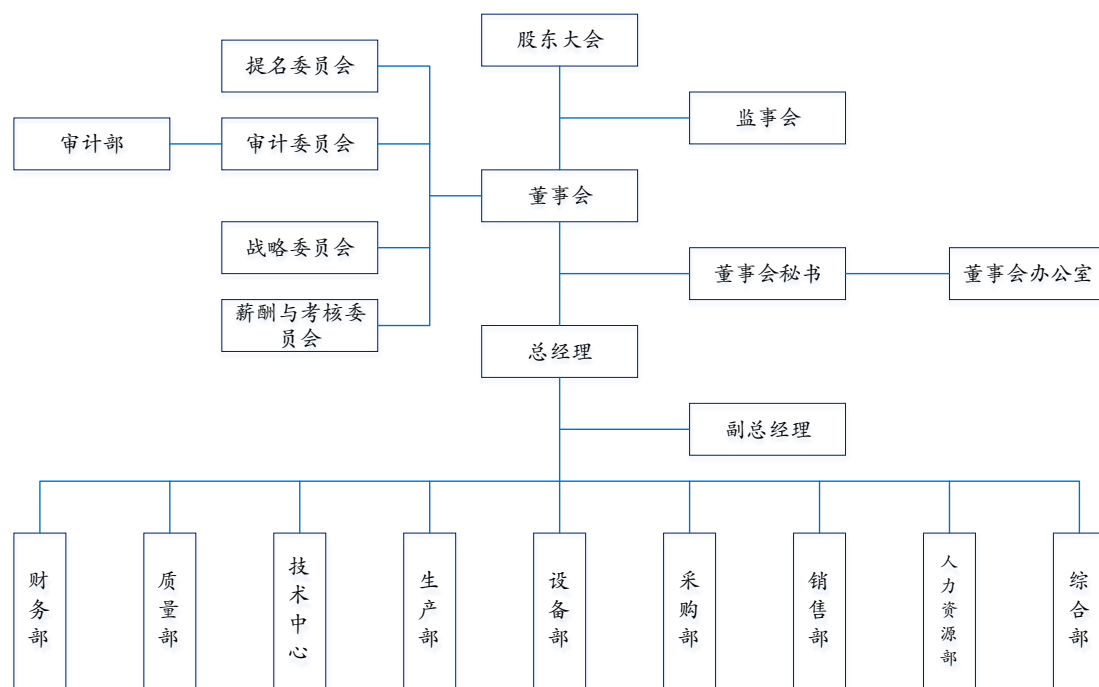 股东大会
提名委员会
监事会
审计部
审计委员会
董事会
战略委员会
董事会秘书
董事会办公室
薪酬与考核委
员会
总经理
副总经理
财务部
质量部
技术中心
生产部
设备部
采购部
销售部
人力资源部
综合部